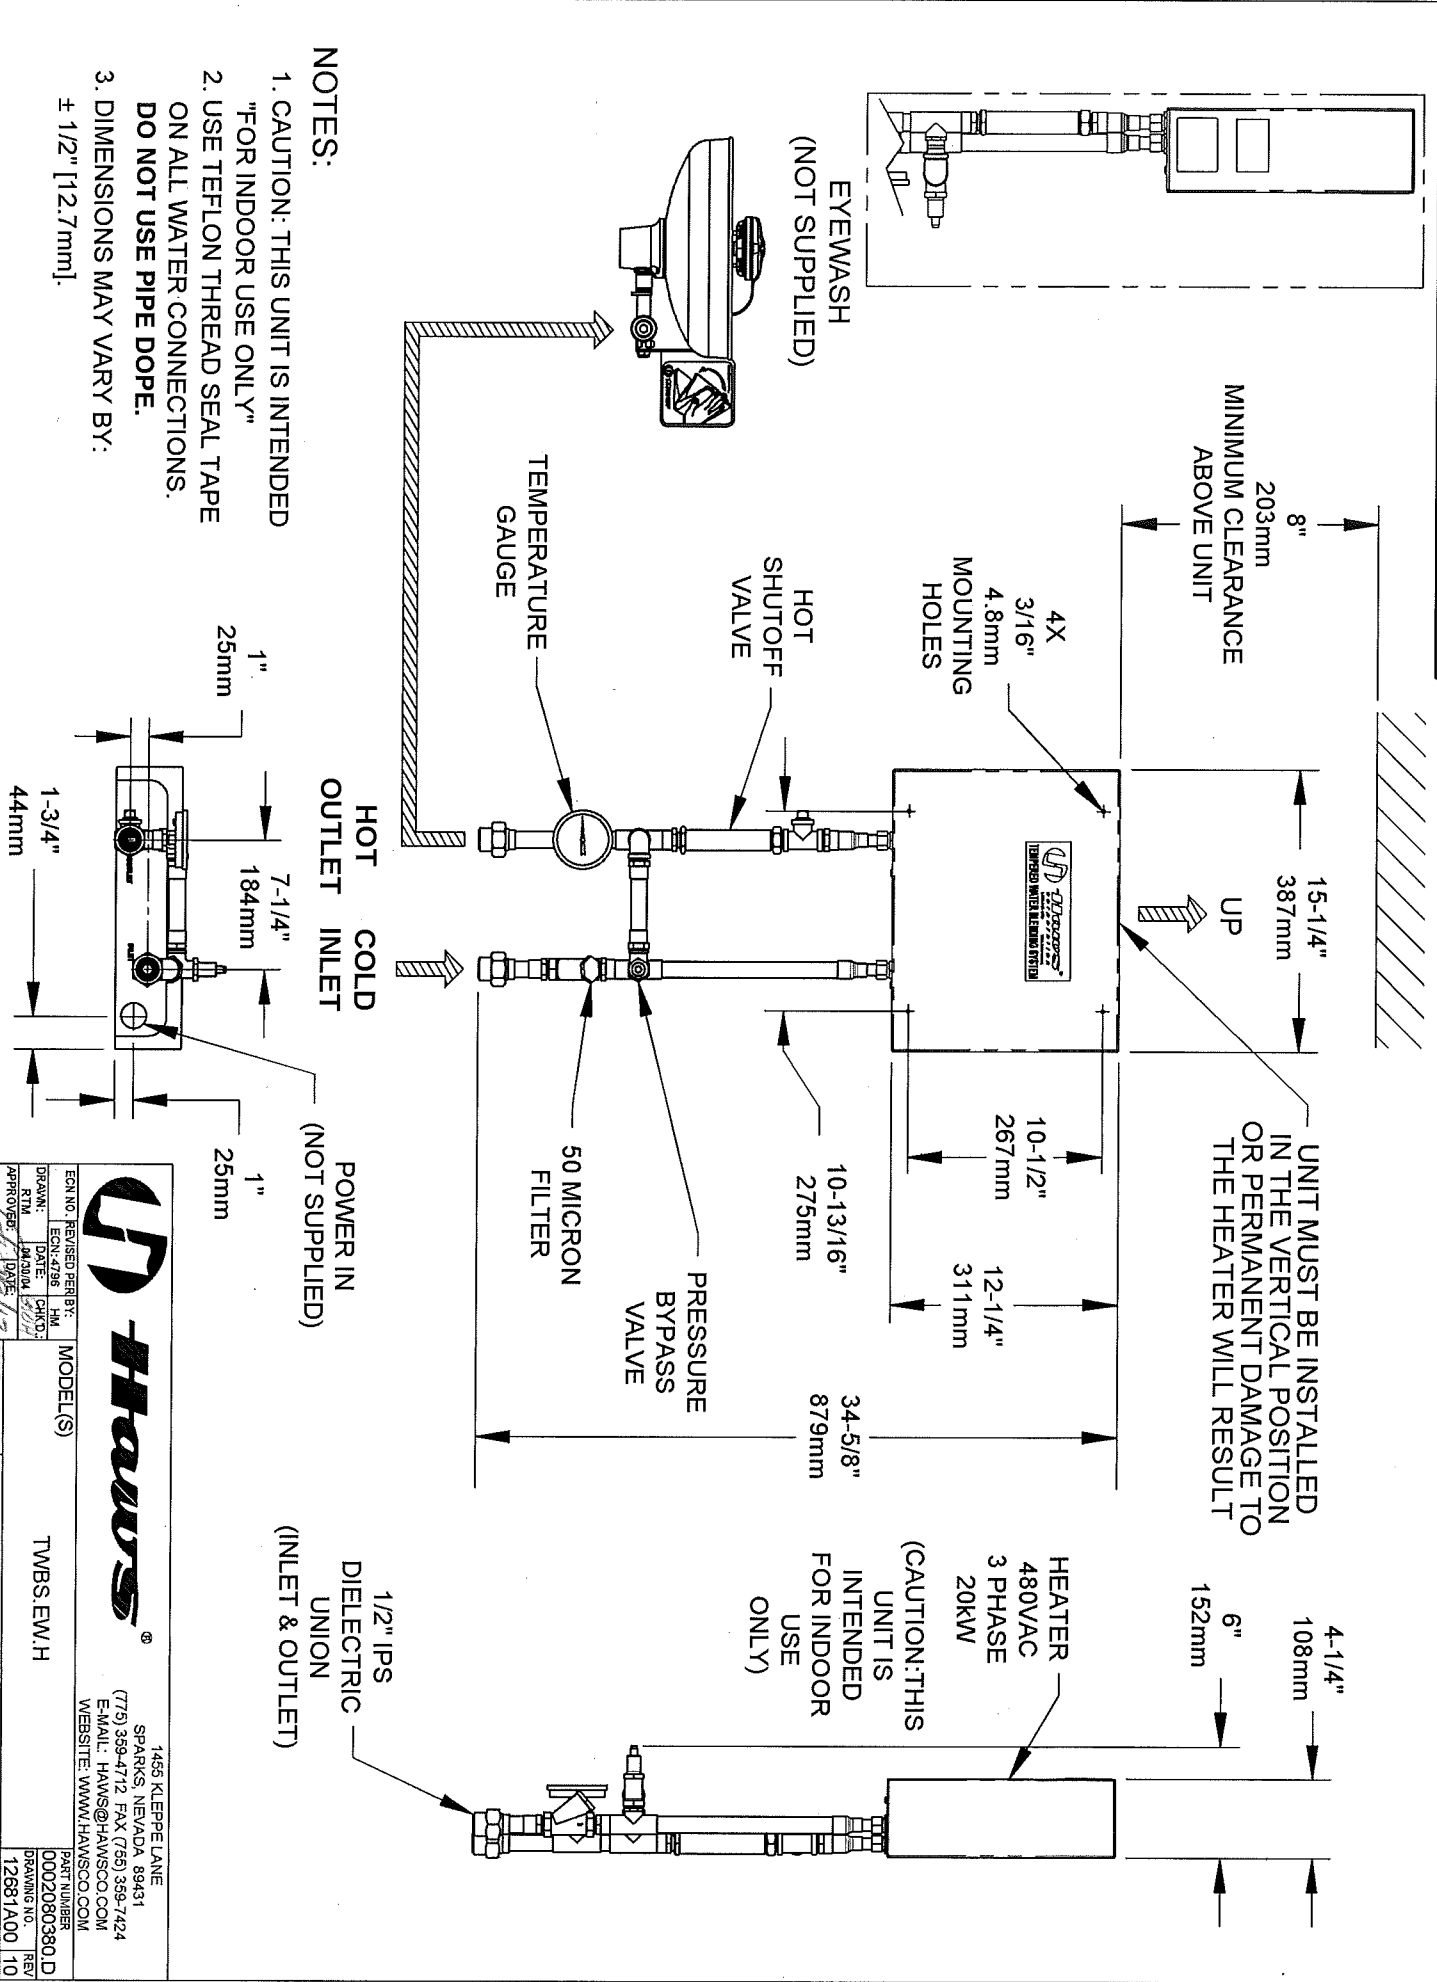 EYEWASH
(NOT SUPPLIED)
8"
203mm
MINIMUM CLEARANCE
ABOVE UNIT
4X
3/16"
4.8mm
MOUNTING
HOLES
HOT
SHUTOFF
VALVE
TEMPERATURE
GAUGE
15-1/4"
387mm
UP
UNIT MUST BE INSTALLED
IN THE VERTICAL POSITION
OR PERMANENT DAMAGE TO
THE HEATER WILL RESULT
Haws®
CORPORATION
TEMPERED WATER BLENDING SYSTEM
10-1/2"
267mm
12-1/4"
311mm
10-13/16"
275mm
34-5/8"
879mm
PRESSURE
BYPASS
VALVE
50 MICRON
FILTER
4-1/4"
108mm
6"
152mm
HEATER
480VAC
3 PHASE
20kW
(CAUTION:THIS
UNIT IS
INTENDED
FOR INDOOR
USE
ONLY)
1/2" IPS
DIELECTRIC
UNION
(INLET & OUTLET)
HOT
OUTLET
COLD
INLET
NOTES:
1. CAUTION: THIS UNIT IS INTENDED
"FOR INDOOR USE ONLY"
2. USE TEFLON THREAD SEAL TAPE
ON ALL WATER CONNECTIONS.
DO NOT USE PIPE DOPE.
3. DIMENSIONS MAY VARY BY:
± 1/2" [12.7mm].
1"
25mm
7-1/4"
184mm
1-3/4"
44mm
OUTLET
INLET
POWER IN
(NOT SUPPLIED)
1"
25mm
Haws®
1455 KLEPPE LANE
SPARKS, NEVADA 89431
(775) 359-4712 FAX (755) 359-7424
E-MAIL: HAWS@HAWSCO.COM
WEBSITE: WWW.HAWSCO.COM
ECN NO. REVISED PER BY:
ECN:4796 HM
DRAWN: DATE: CHK'D.:
RTM 04/30/04
APPROVED: DATE:
MODEL(S)
TWBS.EW.H
PART NUMBER
0002080380.D
DRAWING NO. REV
12681A00 10